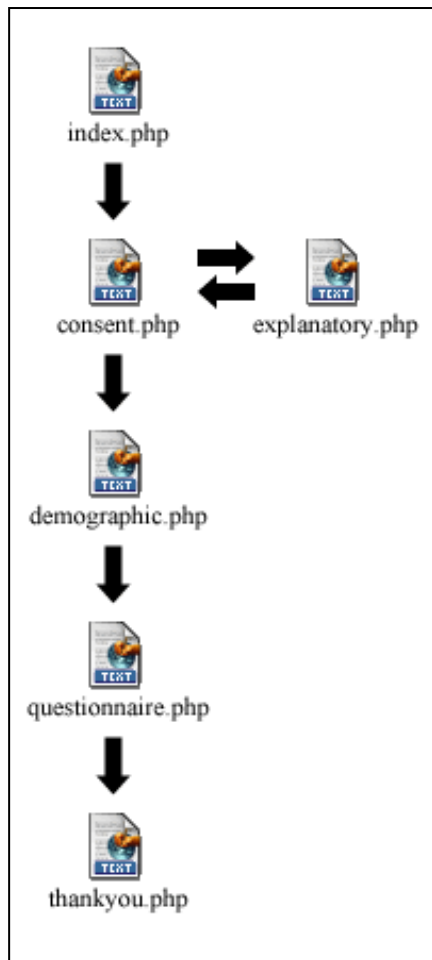 TEXT
index.php
TEXT
TEXT
consent.php
explanatory.php
TEXT
demographic.php
TEXT
questionnaire.php
TEXT
thankyou.php